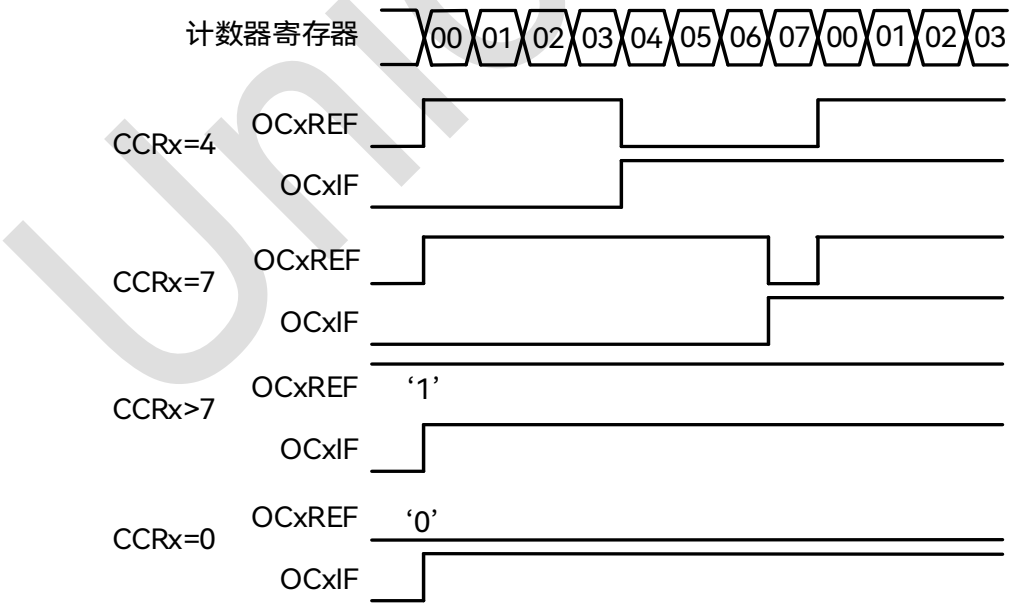 计数器寄存器 00 01 02 03 04 05 06 07 00 01 02 03
CCRx=4 OCxREF
OCxIF
CCRx=7 OCxREF
OCxIF
CCRx>7 OCxREF ‘1’
OCxIF
CCRx=0 OCxREF ‘0’
OCxIF